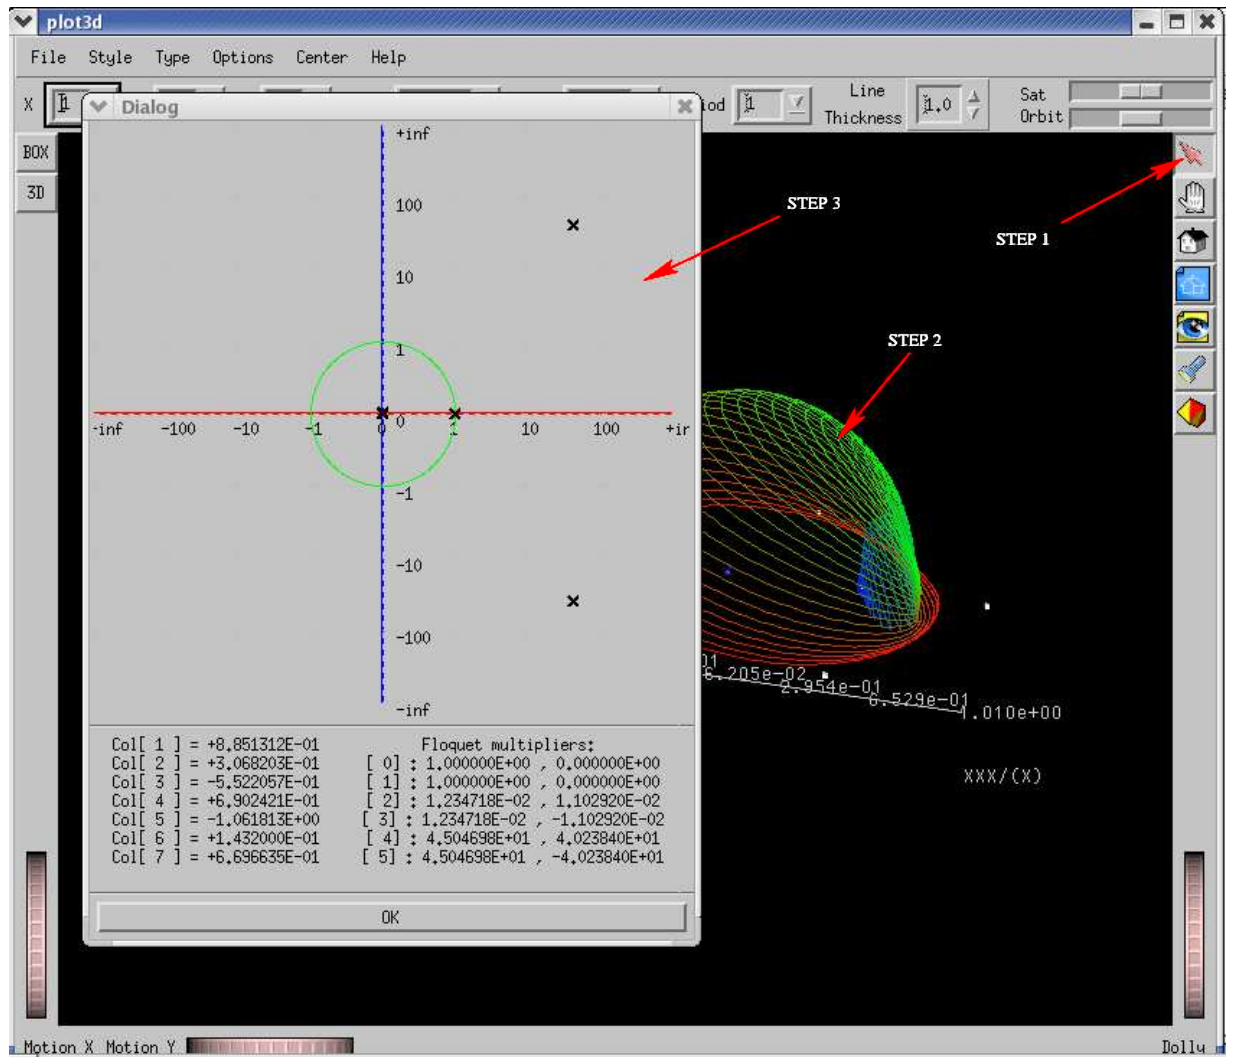 plot3d
File Style Type Options Center Help
X 1 Dialog iod 1 Line Thickness 1.0 Sat Orbit
BOX
3D
+inf
100
10
1
0
-inf -100 -10 -1 0 1 10 100 +in
-1
-10
-100
-inf
STEP 3
STEP 1
STEP 2
01
6.205e-02
2.954e-01
6.529e-01
1.010e+00
XXX/(X)
Col[ 1 ] = +8.851312E-01 Floquet multipliers:
Col[ 2 ] = +3.068203E-01 [ 0] : 1.000000E+00 , 0.000000E+00
Col[ 3 ] = -5.522057E-01 [ 1] : 1.000000E+00 , 0.000000E+00
Col[ 4 ] = +6.902421E-01 [ 2] : 1.234718E-02 , 1.102920E-02
Col[ 5 ] = -1.061813E+00 [ 3] : 1.234718E-02 , -1.102920E-02
Col[ 6 ] = +1.432000E-01 [ 4] : 4.504698E+01 , 4.023840E+01
Col[ 7 ] = +6.696635E-01 [ 5] : 4.504698E+01 , -4.023840E+01
OK
Motion X Motion Y Dolly